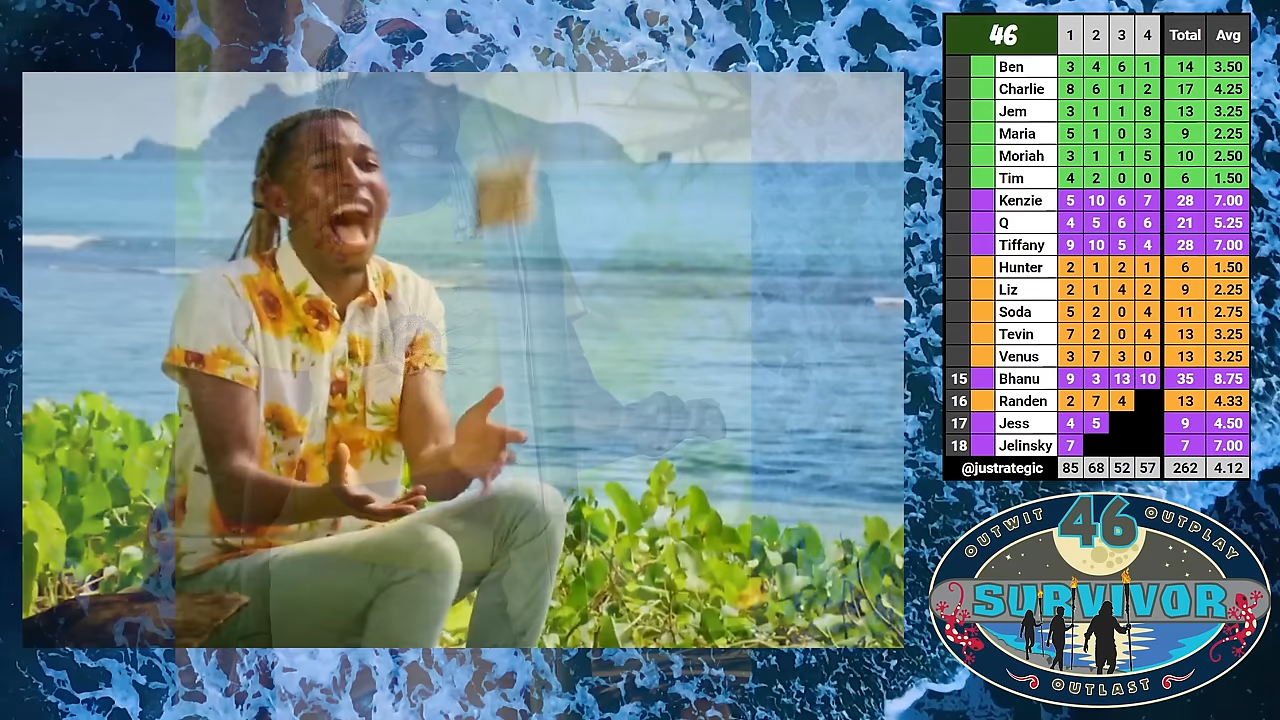 46 1 2 3 4 Total Avg
Ben 3 4 6 1 14 3.50
Charlie 8 6 1 2 17 4.25
Jem 3 1 1 8 13 3.25
Maria 5 1 0 3 9 2.25
Moriah 3 1 1 5 10 2.50
Tim 4 2 0 0 6 1.50
Kenzie 5 10 6 7 28 7.00
Q 4 5 6 6 21 5.25
Tiffany 9 10 5 4 28 7.00
Hunter 2 1 2 1 6 1.50
Liz 2 1 4 2 9 2.25
Soda 5 2 0 4 11 2.75
Tevin 7 2 0 4 13 3.25
Venus 3 7 3 0 13 3.25
15 Bhanu 9 3 13 10 35 8.75
16 Randen 2 7 4 13 4.33
17 Jess 4 5 9 4.50
18 Jelinsky 7 7 7.00
@justrategic 85 68 52 57 262 4.12
OUTWIT 46 OUTPLAY
SURVIVOR
OUTLAST